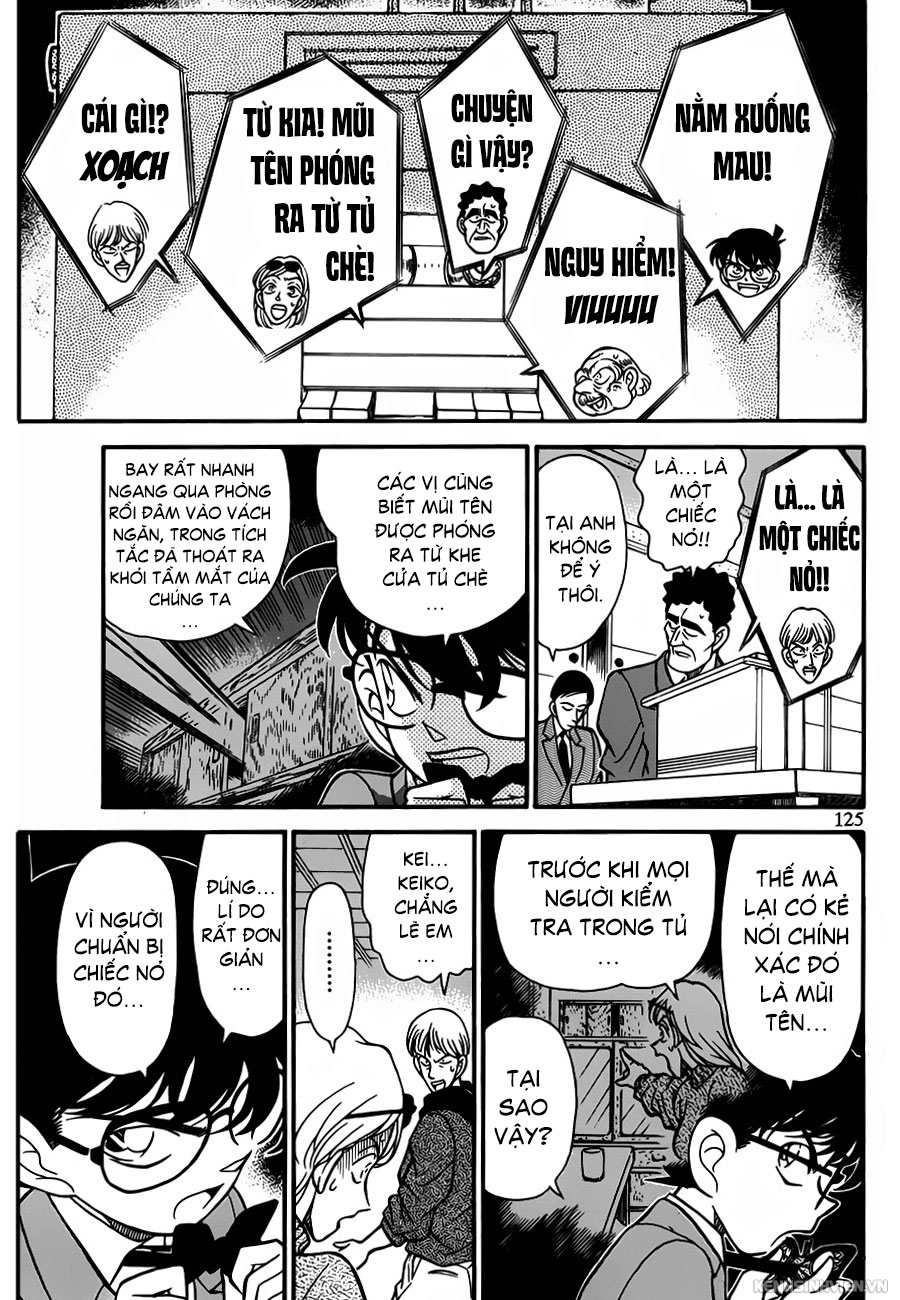 NẰM XUỐNG
MAU!
NGUY HIỂM!
VIUUUU
CHUYỆN
GÌ VẬY?
TỪ KIA! MŨI
TÊN PHÓNG
RA TỪ TỦ
CHÈ!
CÁI GÌ!?
XOẠCH
LÀ... LÀ
MỘT CHIẾC
NỎ!!
LÀ... LÀ
MỘT
CHIẾC
NỎ!!
TẠI ANH
KHÔNG
ĐỂ Ý
THÔI.
CÁC VỊ CŨNG
BIẾT MŨI TÊN
ĐƯỢC PHÓNG
RA TỪ KHE
CỬA TỦ CHÈ
...
BAY RẤT NHANH
NGANG QUA PHÒNG
RỒI ĐÂM VÀO VÁCH
NGĂN, TRONG TÍCH
TẮC ĐÃ THOÁT RA
KHỎI TẦM MẮT CỦA
CHÚNG TA
...
125
THẾ MÀ
LẠI CÓ KẺ
NÓI CHÍNH
XÁC ĐÓ
LÀ MŨI
TÊN...
TRƯỚC KHI MỌI
NGƯỜI KIỂM
TRA TRONG TỦ
...
TẠI
SAO
VẬY?
KEI...
KEIKO,
CHẲNG
LẼ EM ...
.........
ĐÚNG...
LÍ DO
RẤT ĐƠN
GIẢN
...
VÌ NGƯỜI
CHUẨN BỊ
CHIẾC NỎ
ĐÓ...
KENHSINHVIEN.VN